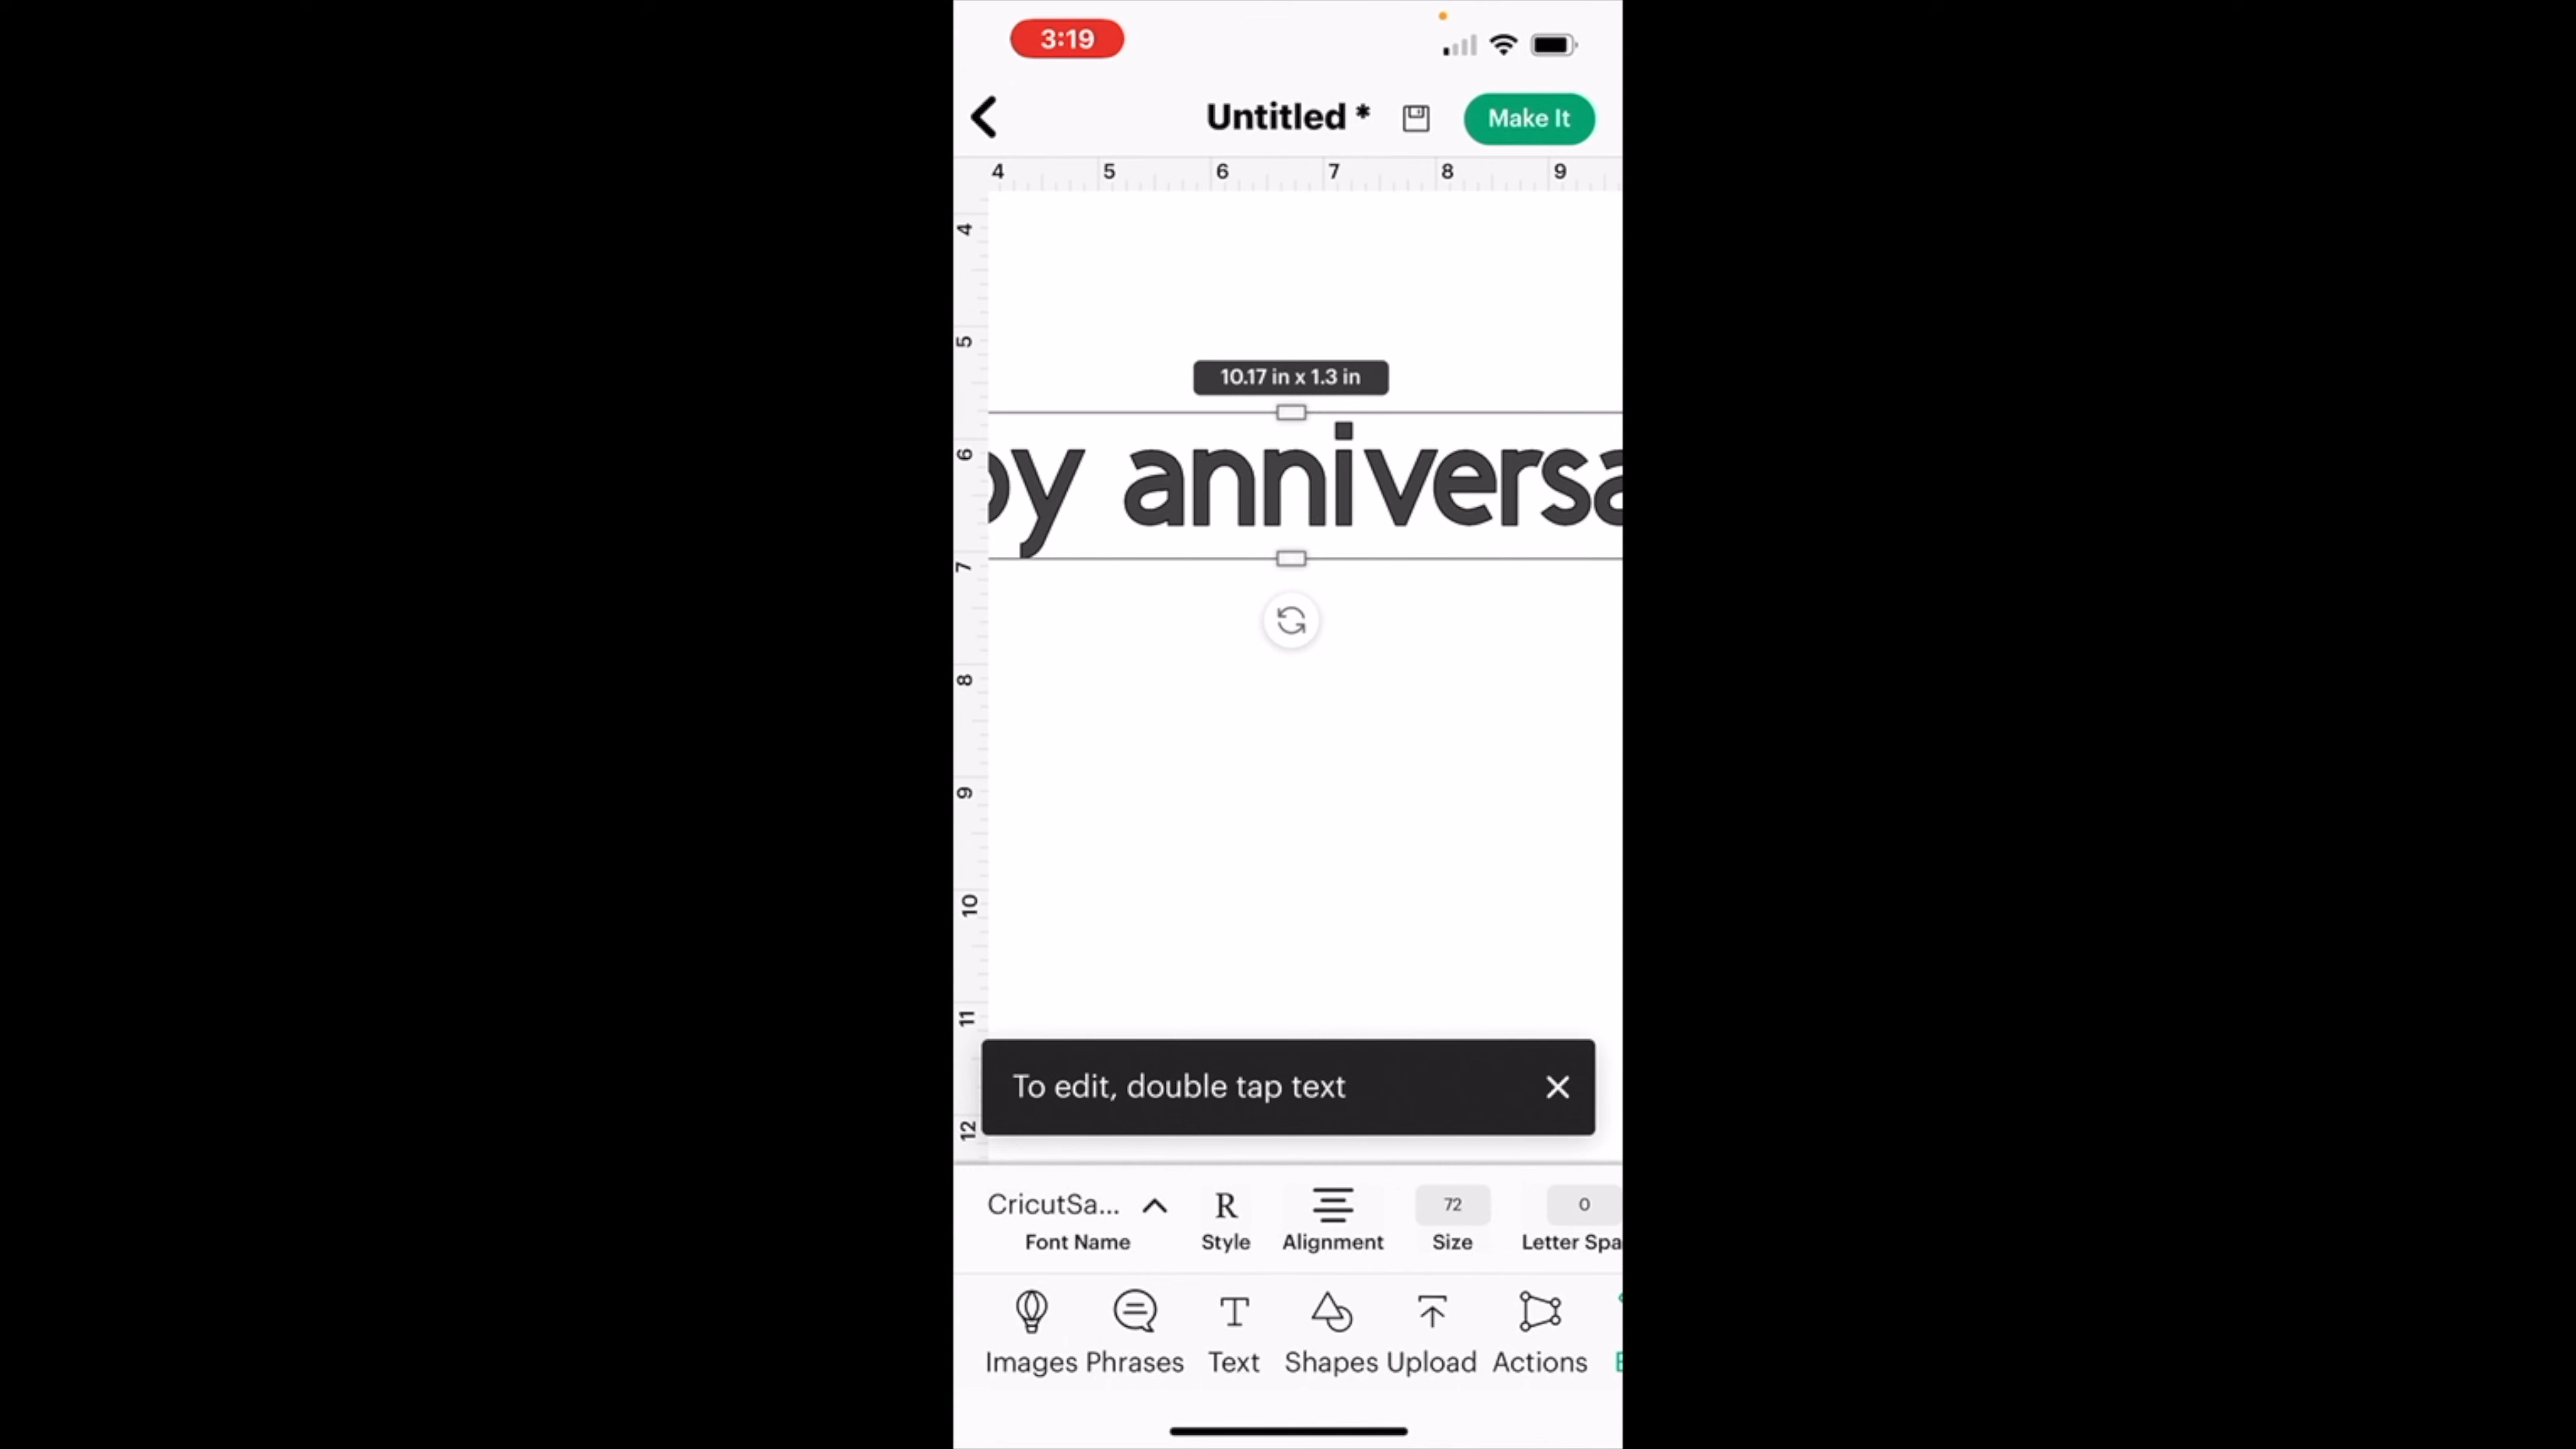 3:19
Untitled * Make It
4 5 6 7 8 9
4
5
6
7
8
9
10
11
12
10.17 in x 1.3 in
py anniversa
To edit, double tap text
CricutSa... R 72 0
Font Name Style Alignment Size Letter Spa
T
Images Phrases Text Shapes Upload Actions E